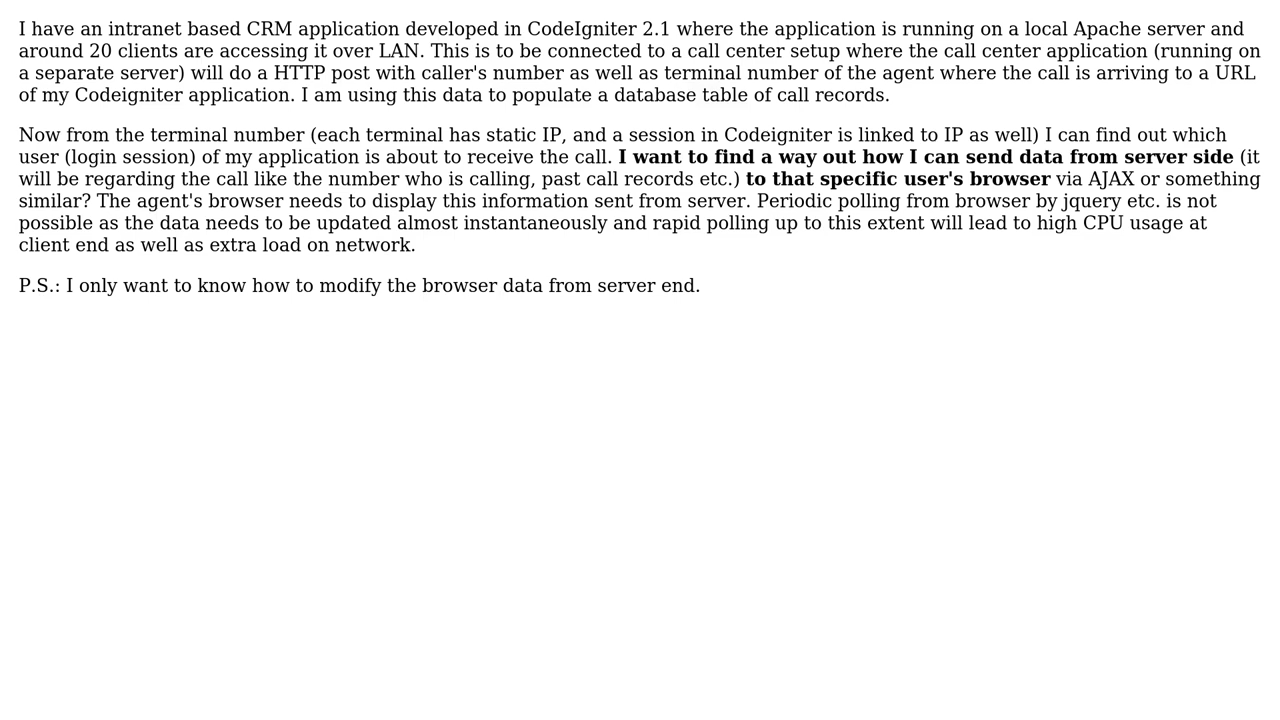 I have an intranet based CRM application developed in CodeIgniter 2.1 where the application is running on a local Apache server and
around 20 clients are accessing it over LAN. This is to be connected to a call center setup where the call center application (running on
a separate server) will do a HTTP post with caller's number as well as terminal number of the agent where the call is arriving to a URL
of my Codeigniter application. I am using this data to populate a database table of call records.
Now from the terminal number (each terminal has static IP, and a session in Codeigniter is linked to IP as well) I can find out which
user (login session) of my application is about to receive the call. I want to find a way out how I can send data from server side (it
will be regarding the call like the number who is calling, past call records etc.) to that specific user's browser via AJAX or something
similar? The agent's browser needs to display this information sent from server. Periodic polling from browser by jquery etc. is not
possible as the data needs to be updated almost instantaneously and rapid polling up to this extent will lead to high CPU usage at
client end as well as extra load on network.
P.S.: I only want to know how to modify the browser data from server end.